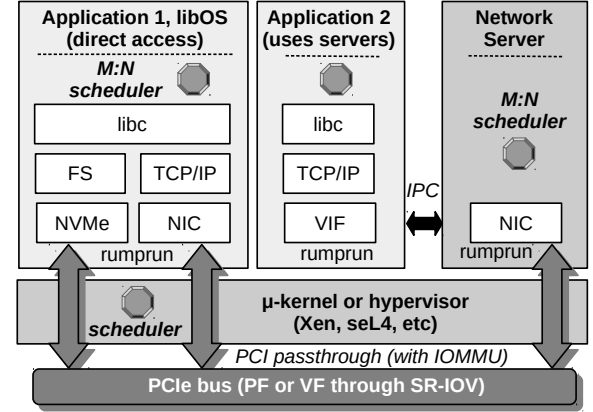 Application 1, libOS
(direct access)
M:N
scheduler
libc
FS
TCP/IP
NVMe
NIC
rumprun
Application 2
(uses servers)
libc
TCP/IP
VIF
rumprun
IPC
Network
Server
M:N
scheduler
NIC
rumprun
scheduler
μ-kernel or hypervisor
(Xen, seL4, etc)
PCI passthrough (with IOMMU)
PCIe bus (PF or VF through SR-IOV)